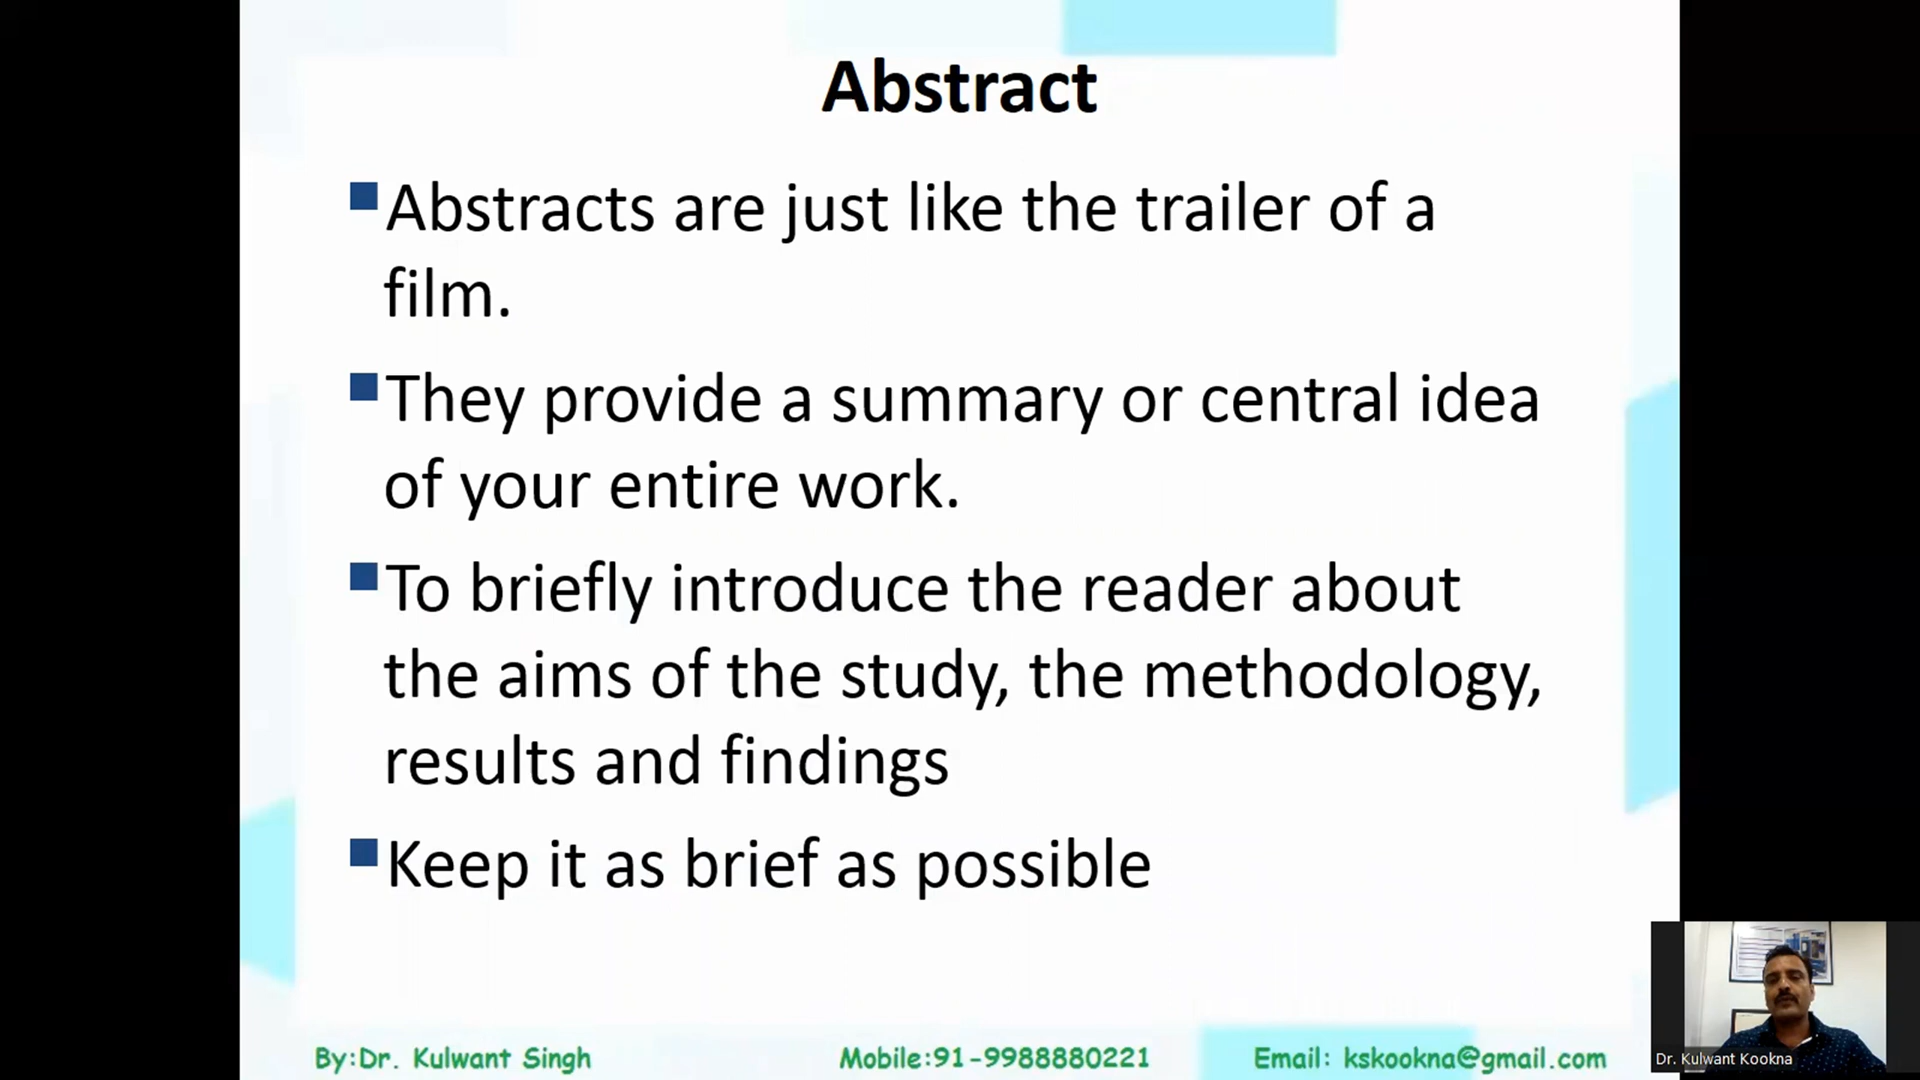 Abstract
Abstracts are just like the trailer of a
film.
They provide a summary or central idea
of your entire work.
To briefly introduce the reader about
the aims of the study, the methodology,
results and findings
Keep it as brief as possible
By:Dr. Kulwant Singh Mobile:91-9988880221 Email: kskookna@gmail.com
Dr. Kulwant Kookna